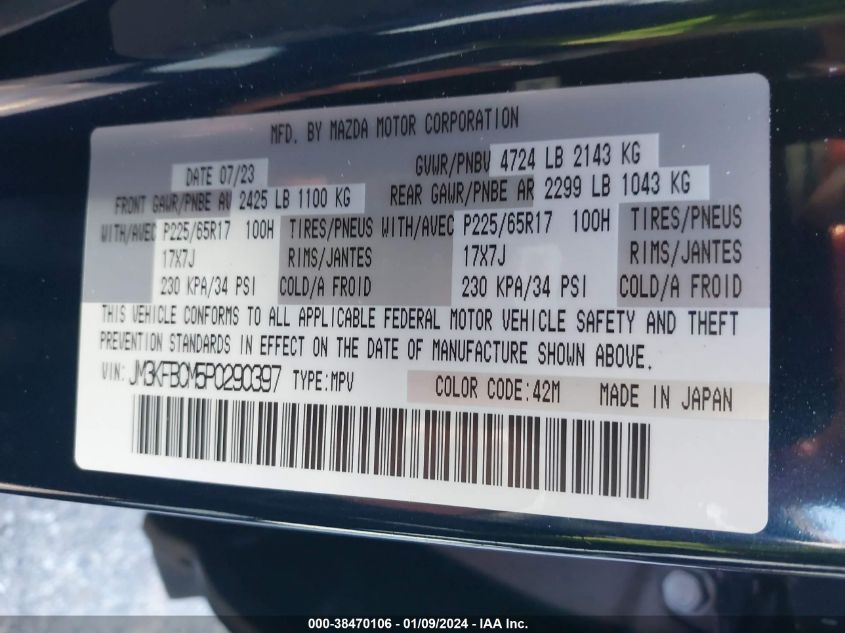 MFD. BY MAZDA MOTOR CORPORATION
DATE 07/23 GVWR/PNBV 4724 LB 2143 KG
FRONT GAWR/PNBE AV 2425 LB 1100 KG REAR GAWR/PNBE AR 2299 LB 1043 KG
WITH/AVEC P225/65R17 100H TIRES/PNEUS WITH/AVEC P225/65R17 100H TIRES/PNEUS
17X7J RIMS/JANTES 17X7J RIMS/JANTES
230 KPA/34 PSI COLD/A FROID 230 KPA/34 PSI COLD/A FROID
THIS VEHICLE CONFORMS TO ALL APPLICABLE FEDERAL MOTOR VEHICLE SAFETY AND THEFT
PREVENTION STANDARDS IN EFFECT ON THE DATE OF MANUFACTURE SHOWN ABOVE.
VIN: JM3KFBCM5P0290397 TYPE:MPV COLOR CODE:42M MADE IN JAPAN
000-38470106 - 01/09/2024 - IAA Inc.